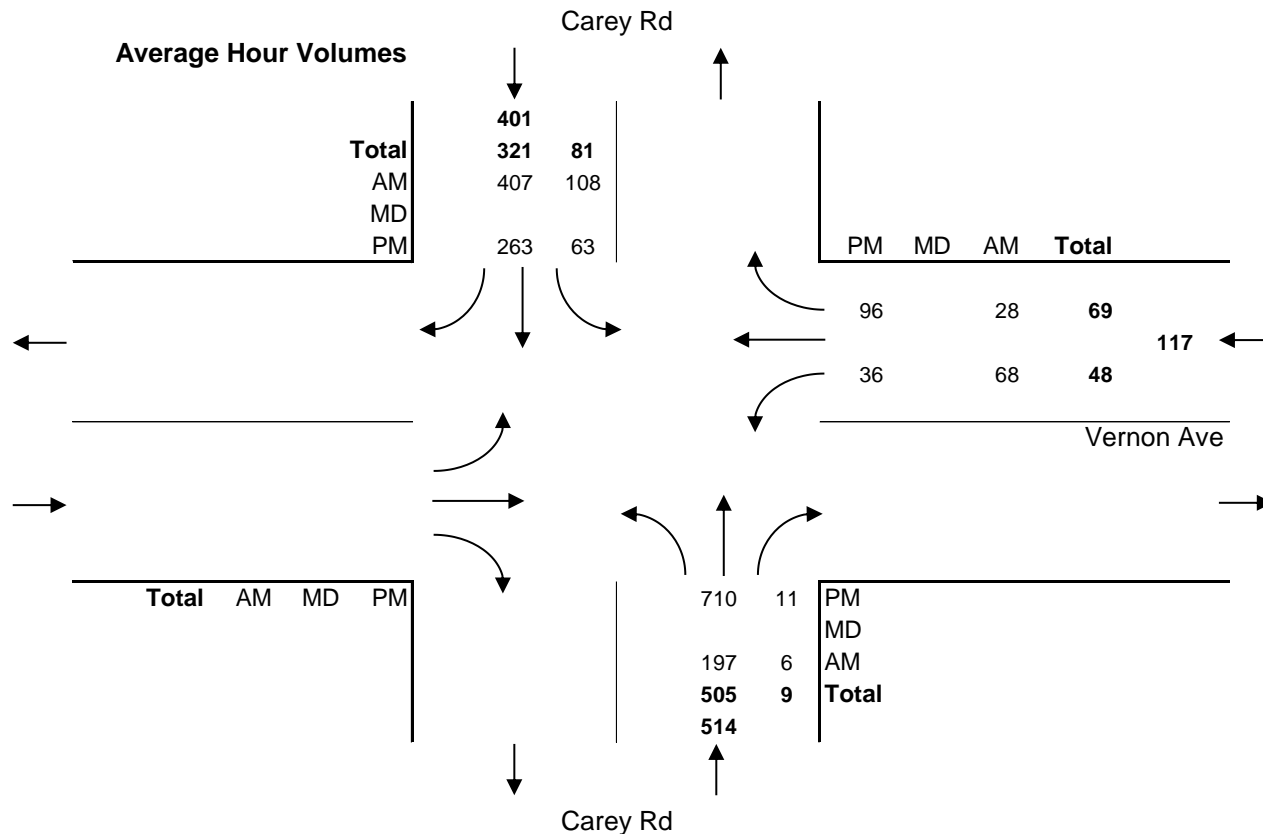 Carey Rd
Average Hour Volumes
401
Total 321 81
AM 407 108
MD
PM 263 63
PM MD AM Total
96 28 69
117
36 68 48
Vernon Ave
Total AM MD PM
710 11 PM
MD
197 6 AM
505 9 Total
514
Carey Rd